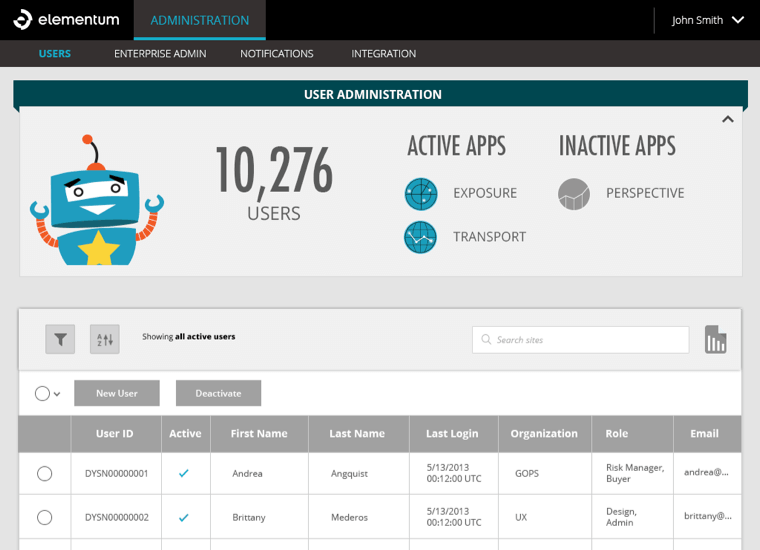 elementum ADMINISTRATION John Smith
USERS ENTERPRISE ADMIN NOTIFICATIONS INTEGRATION
USER ADMINISTRATION
10,276
USERS
ACTIVE APPS INACTIVE APPS
EXPOSURE PERSPECTIVE
TRANSPORT
A
Z
Showing all active users
Search sites
New User Deactivate
User ID Active First Name Last Name Last Login Organization Role Email
DYSN00000001 Andrea Angquist 5/13/2013 00:12:00 UTC GOPS Risk Manager, Buyer andrea@...
DYSN00000002 Brittany Mederos 5/13/2013 00:12:00 UTC UX Design, Admin brittany@...